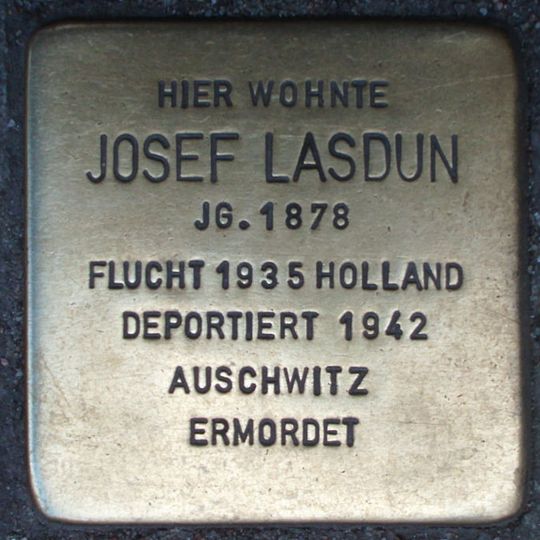 HIER WOHNTE
JOSEF LASDUN
JG. 1878
FLUCHT 1935 HOLLAND
DEPORTIERT 1942
AUSCHWITZ
ERMORDET